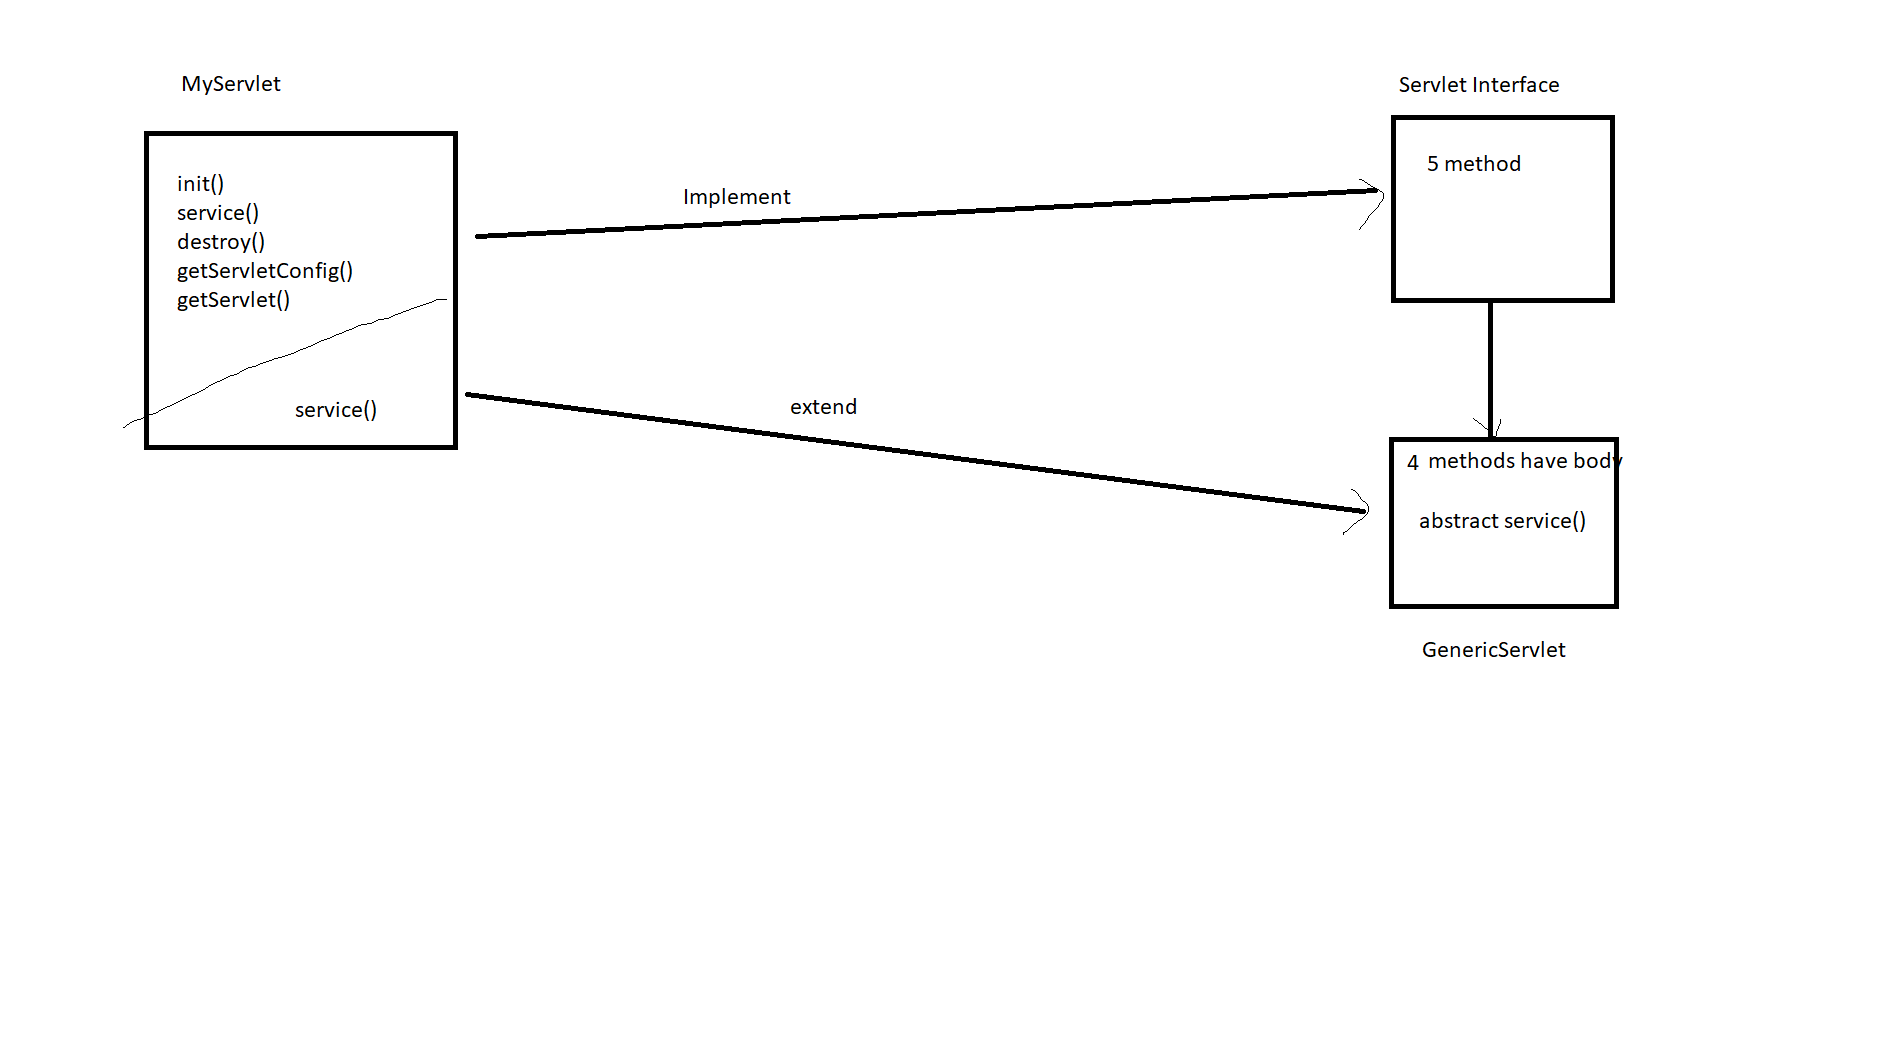 MyServlet
init()
service()
destroy()
getServletConfig()
getServlet()
service()
Implement
extend
Servlet Interface
5 method
4 methods have body
abstract service()
GenericServlet